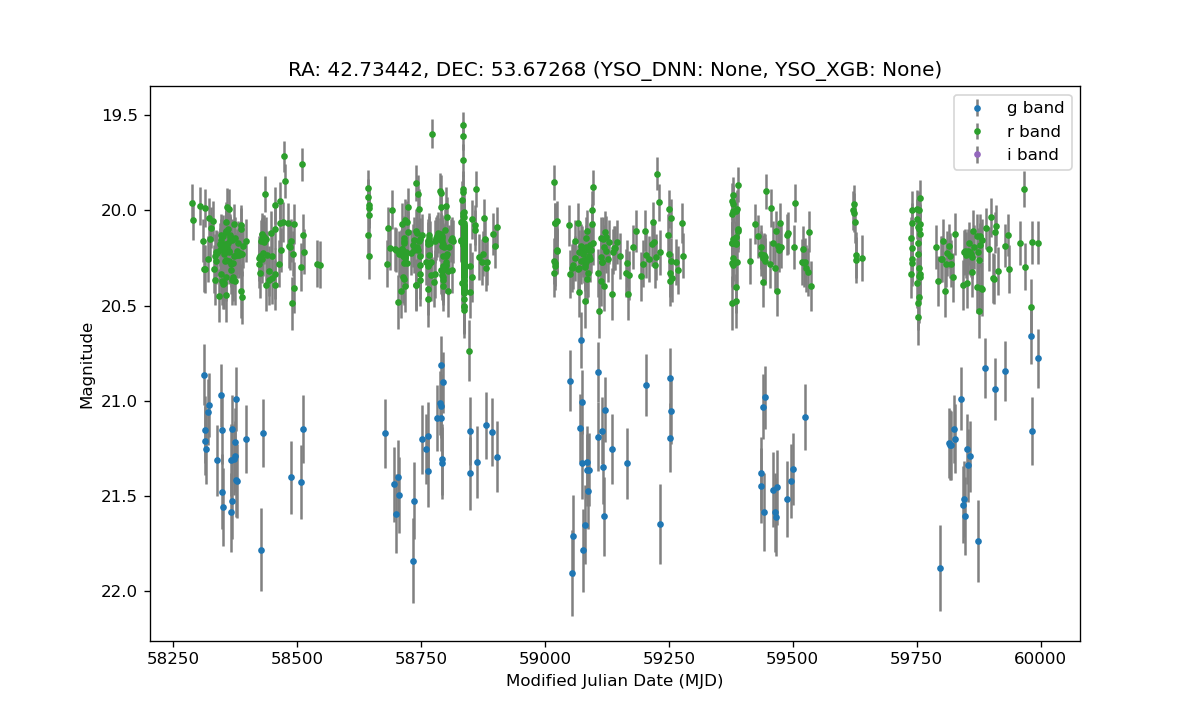 RA: 42.73442, DEC: 53.67268 (YSO_DNN: None, YSO_XGB: None)
g band
r band
i band
19.5
20.0
20.5
21.0
21.5
22.0
Magnitude
58250 58500 58750 59000 59250 59500 59750 60000
Modified Julian Date (MJD)